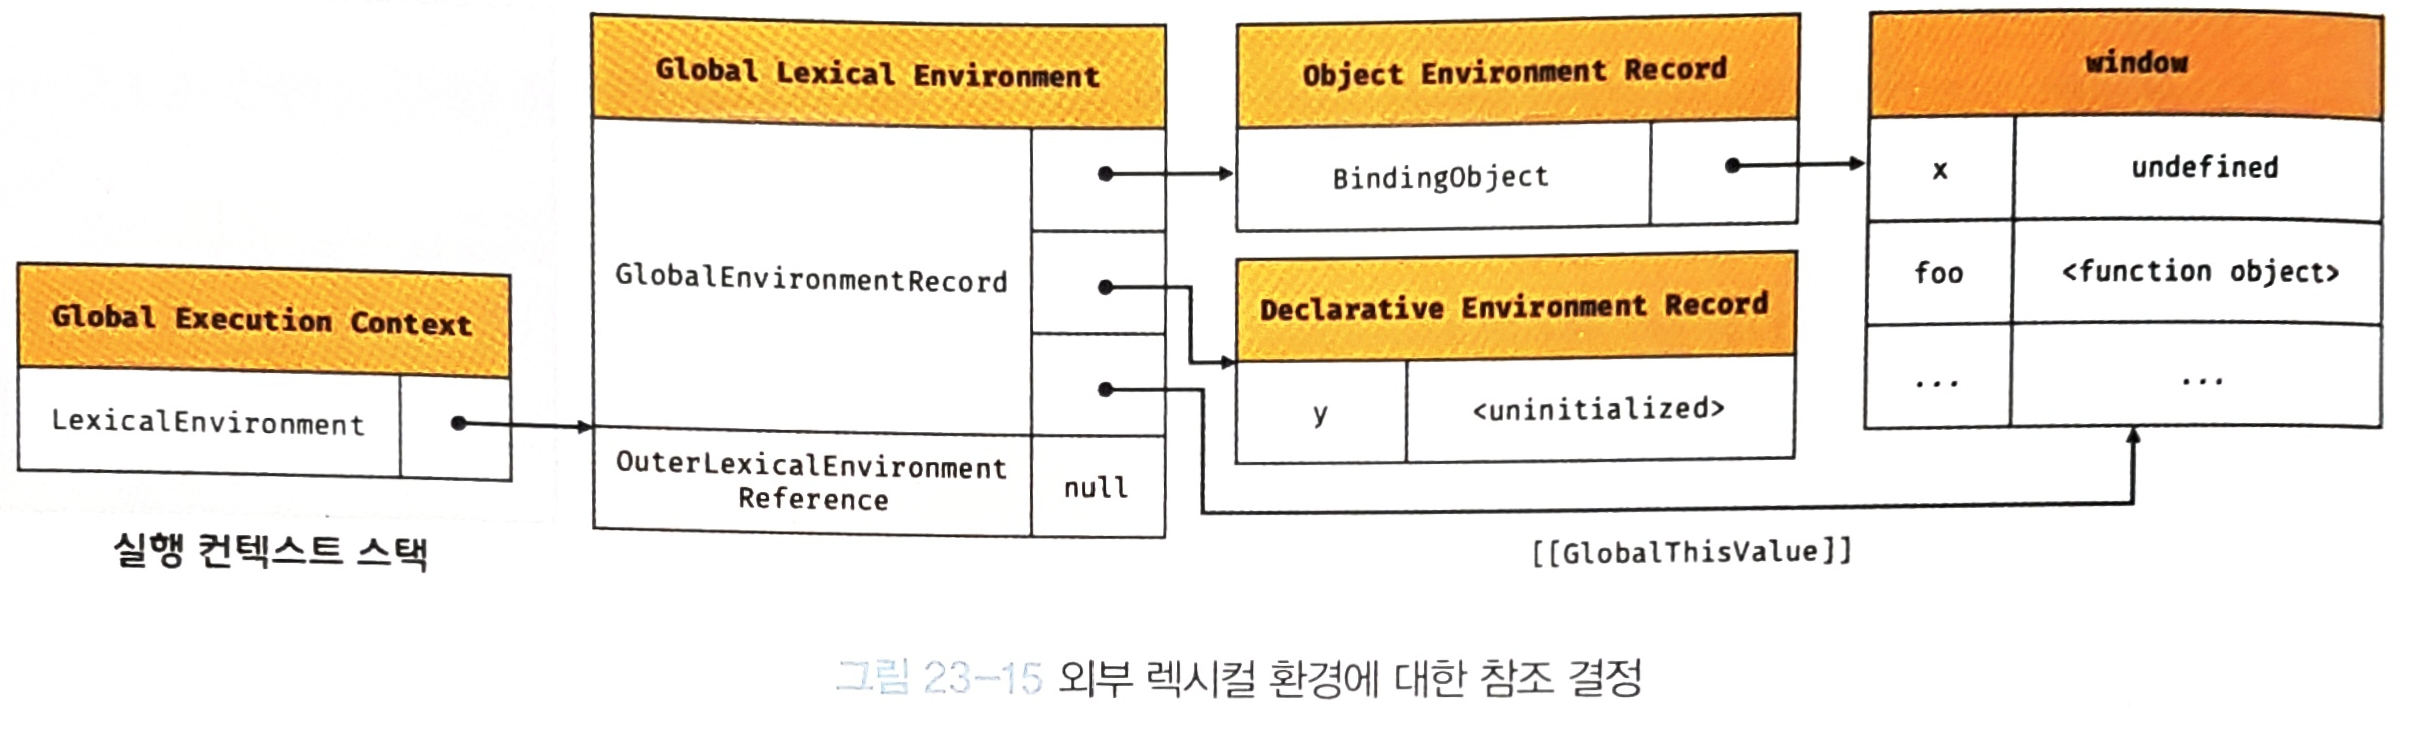 Global Execution Context
LexicalEnvironment
실행 컨텍스트 스택
Global Lexical Environment
GlobalEnvironmentRecord
OuterLexicalEnvironment
Reference
null
Object Environment Record
BindingObject
Declarative Environment Record
y <uninitialized>
window
x undefined
foo <function object>
... ...
[[GlobalThisValue]]
그림 23-15 외부 렉시컬 환경에 대한 참조 결정